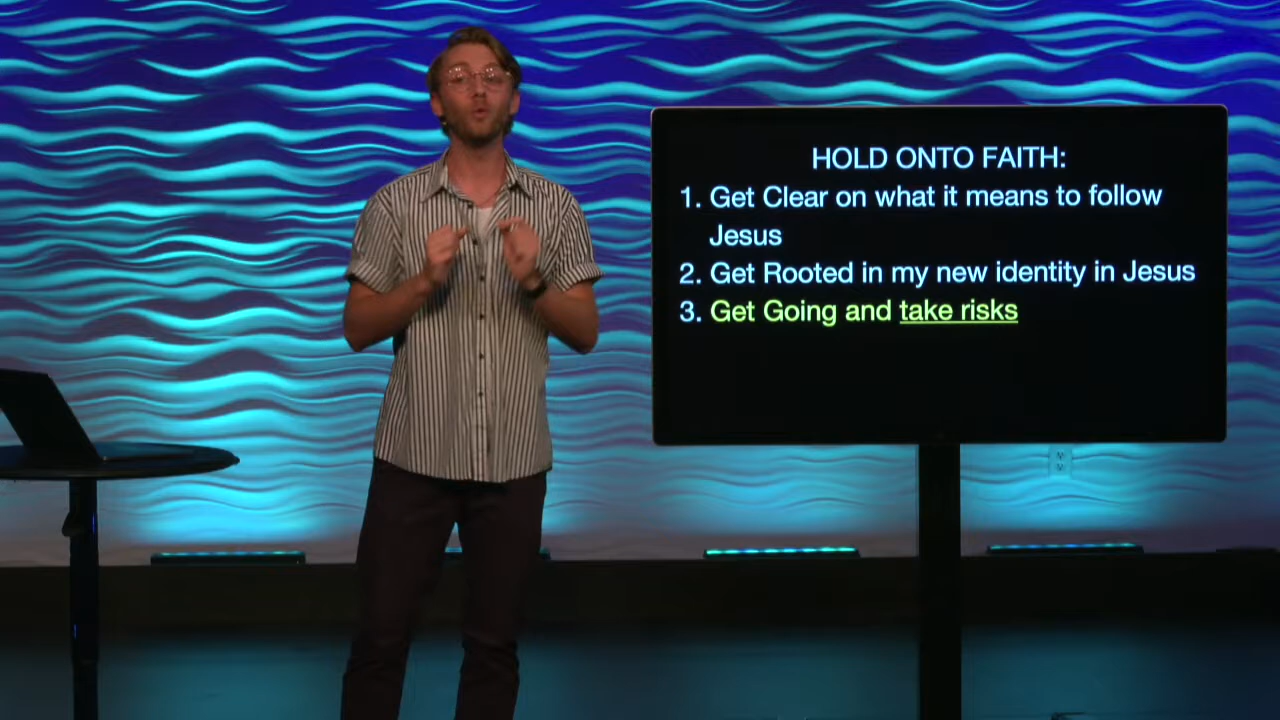 HOLD ONTO FAITH:
1. Get Clear on what it means to follow
Jesus
2. Get Rooted in my new identity in Jesus
3. Get Going and take risks